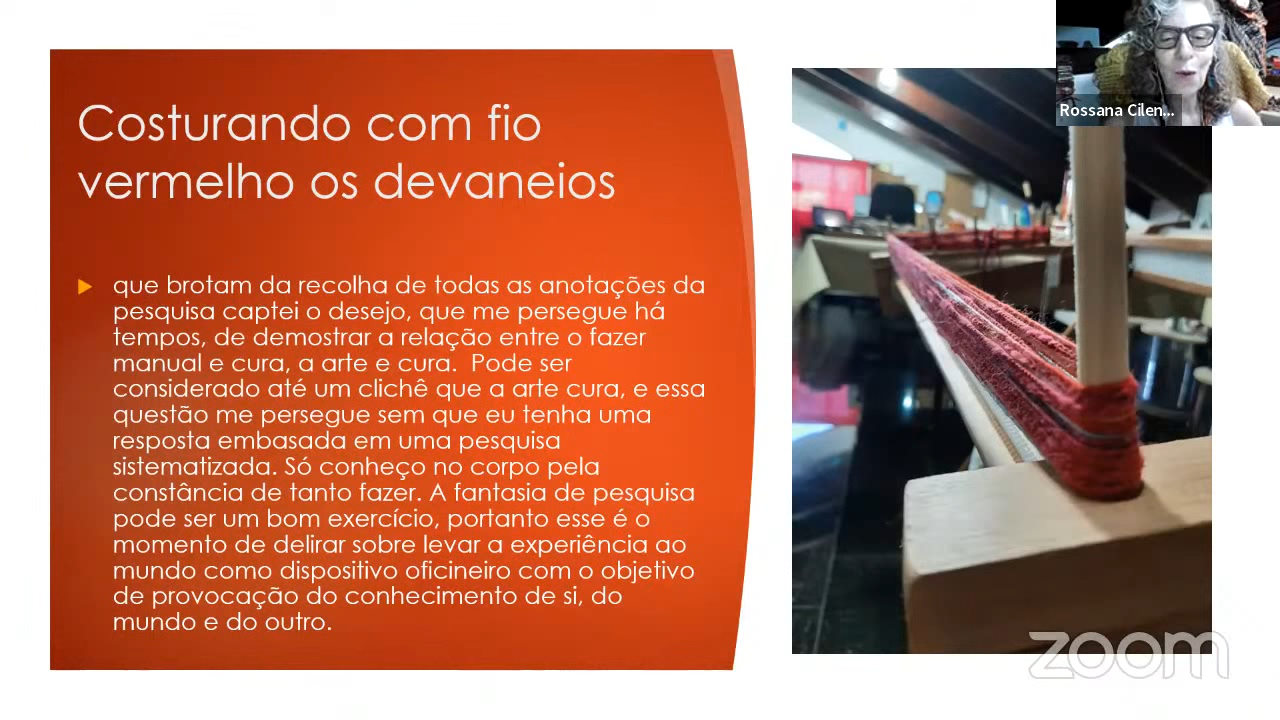 Costurando com fio
vermelho os devaneios
que brotam da recolha de todas as anotações da
pesquisa captei o desejo, que me persegue há
tempos, de demostrar a relação entre o fazer
manual e cura, a arte e cura.  Pode ser
considerado até um clichê que a arte cura, e essa
questão me persegue sem que eu tenha uma
resposta embasada em uma pesquisa
sistematizada. Só conheço no corpo pela
constância de tanto fazer. A fantasia de pesquisa
pode ser um bom exercício, portanto esse é o
momento de delirar sobre levar a experiência ao
mundo como dispositivo oficineiro com o objetivo
de provocação do conhecimento de si, do
mundo e do outro.
Rossana Cilen...
zoom